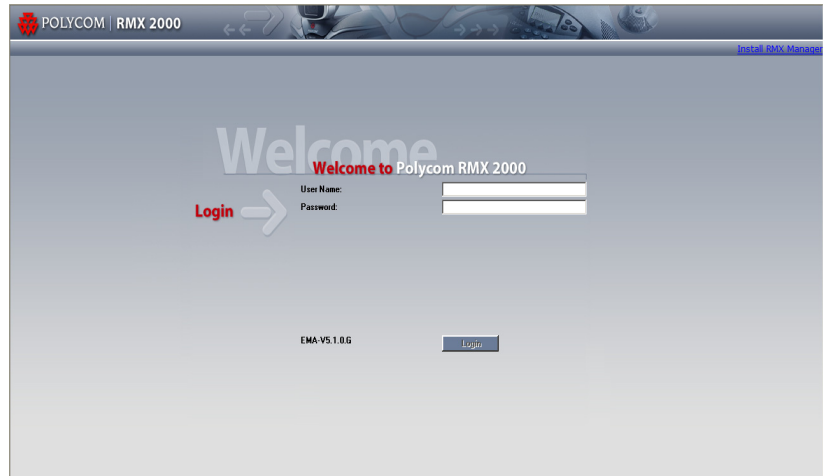 POLYCOM | RMX 2000
Install RMX Manager
Welcome
Welcome to Polycom RMX 2000
User Name:
Login
Password:
EMA-V5.1.0.G
Login